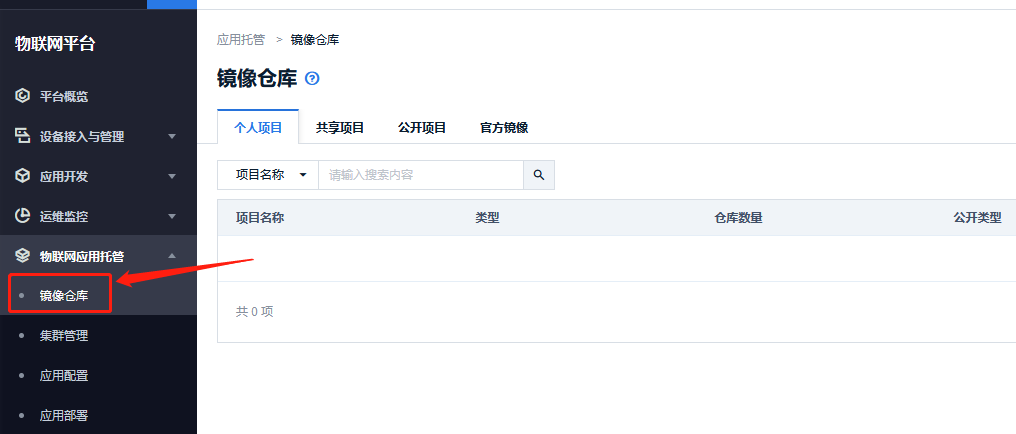 物联网平台
平台概览
设备接入与管理
应用开发
运维监控
物联网应用托管
镜像仓库
集群管理
应用配置
应用部署
应用托管 > 镜像仓库
镜像仓库 ?
个人项目 共享项目 公开项目 官方镜像
项目名称 请输入搜索内容
项目名称 类型 仓库数量 公开类型
共 0 项